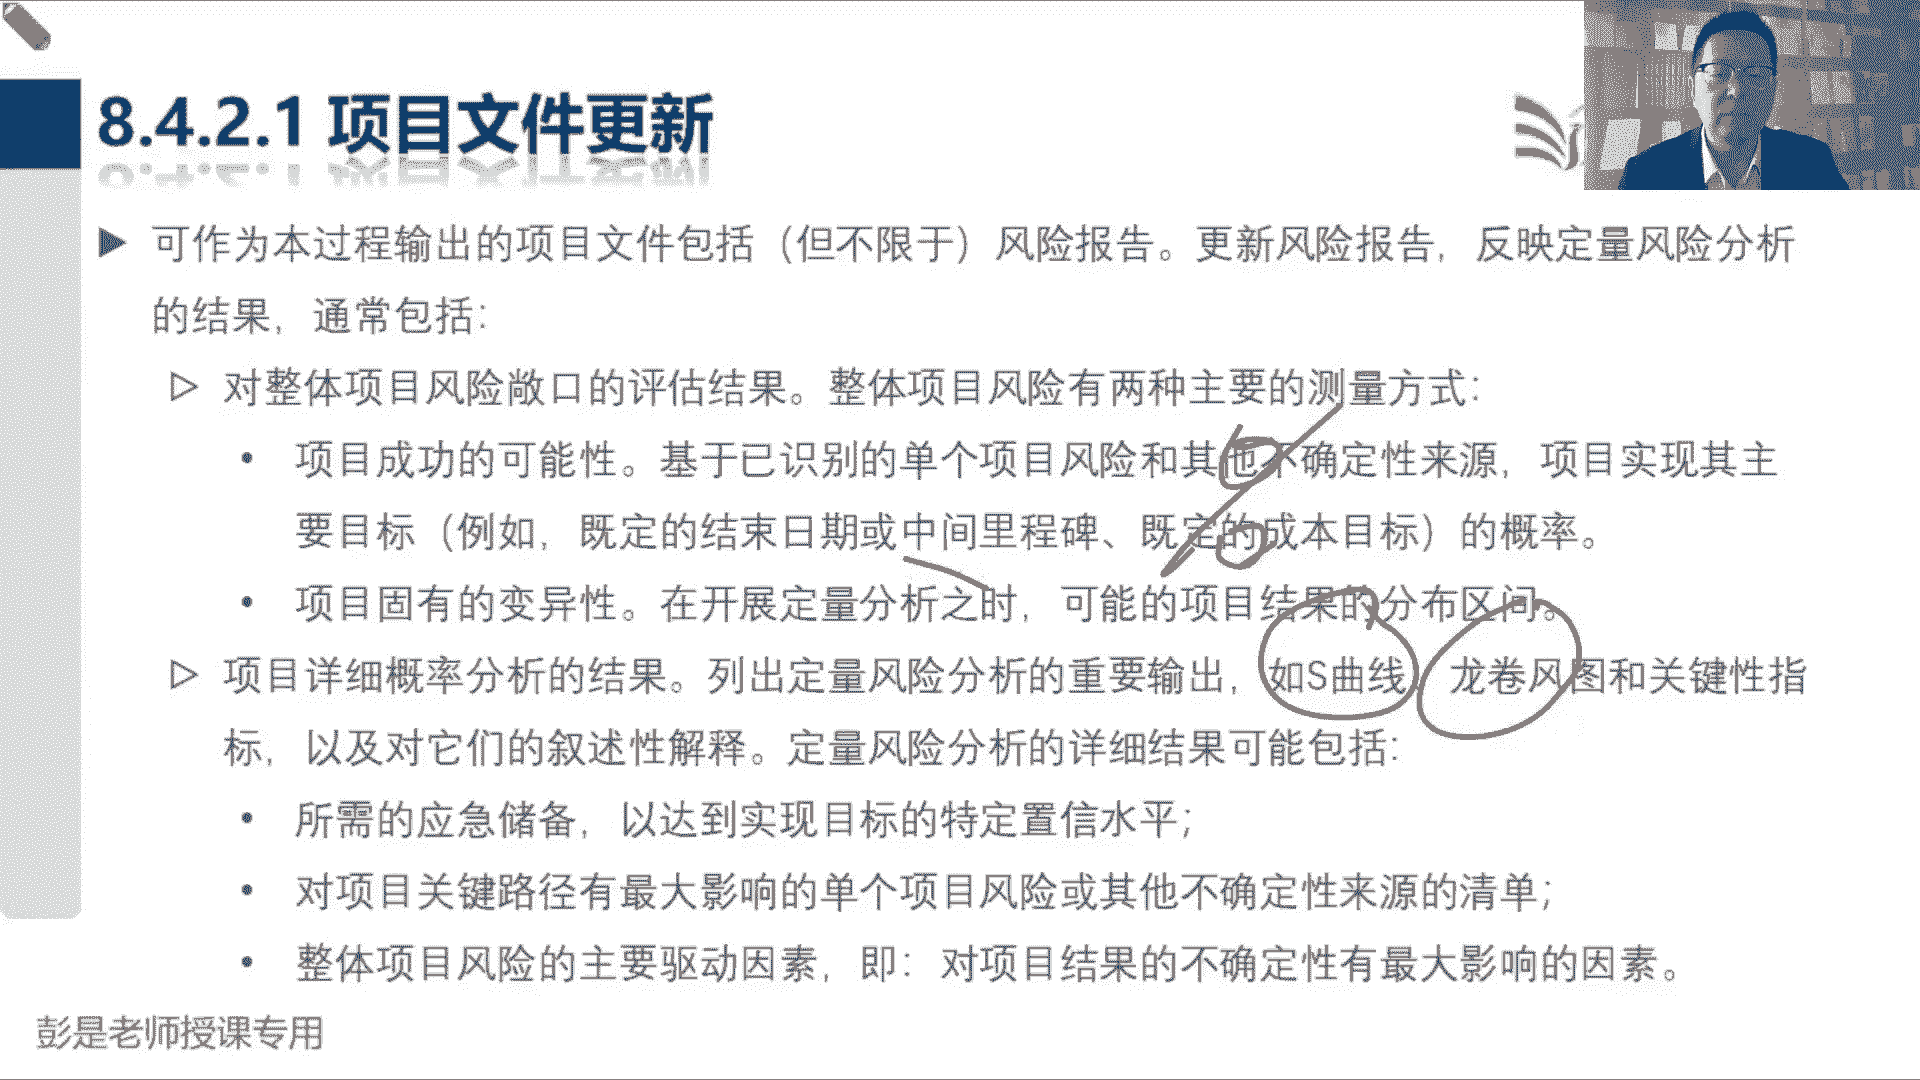 8.4.2.1 项目文件更新
可作为本过程输出的项目文件包括（但不限于）风险报告。更新风险报告，反映定量风险分析
的结果，通常包括：
对整体项目风险敞口的评估结果。整体项目风险有两种主要的测量方式：
项目成功的可能性。基于已识别的单个项目风险和其他不确定性来源，项目实现其主
要目标（例如，既定的结束日期或中间里程碑、既定的成本目标）的概率。
项目固有的变异性。在开展定量分析之时，可能的项目结果的分布区间。
项目详细概率分析的结果。列出定量风险分析的重要输出，如S曲线、龙卷风图和关键性指
标，以及对它们的叙述性解释。定量风险分析的详细结果可能包括：
所需的应急储备，以达到实现目标的特定置信水平；
对项目关键路径有最大影响的单个项目风险或其他不确定性来源的清单；
整体项目风险的主要驱动因素，即：对项目结果的不确定性有最大影响的因素。
彭是老师授课专用